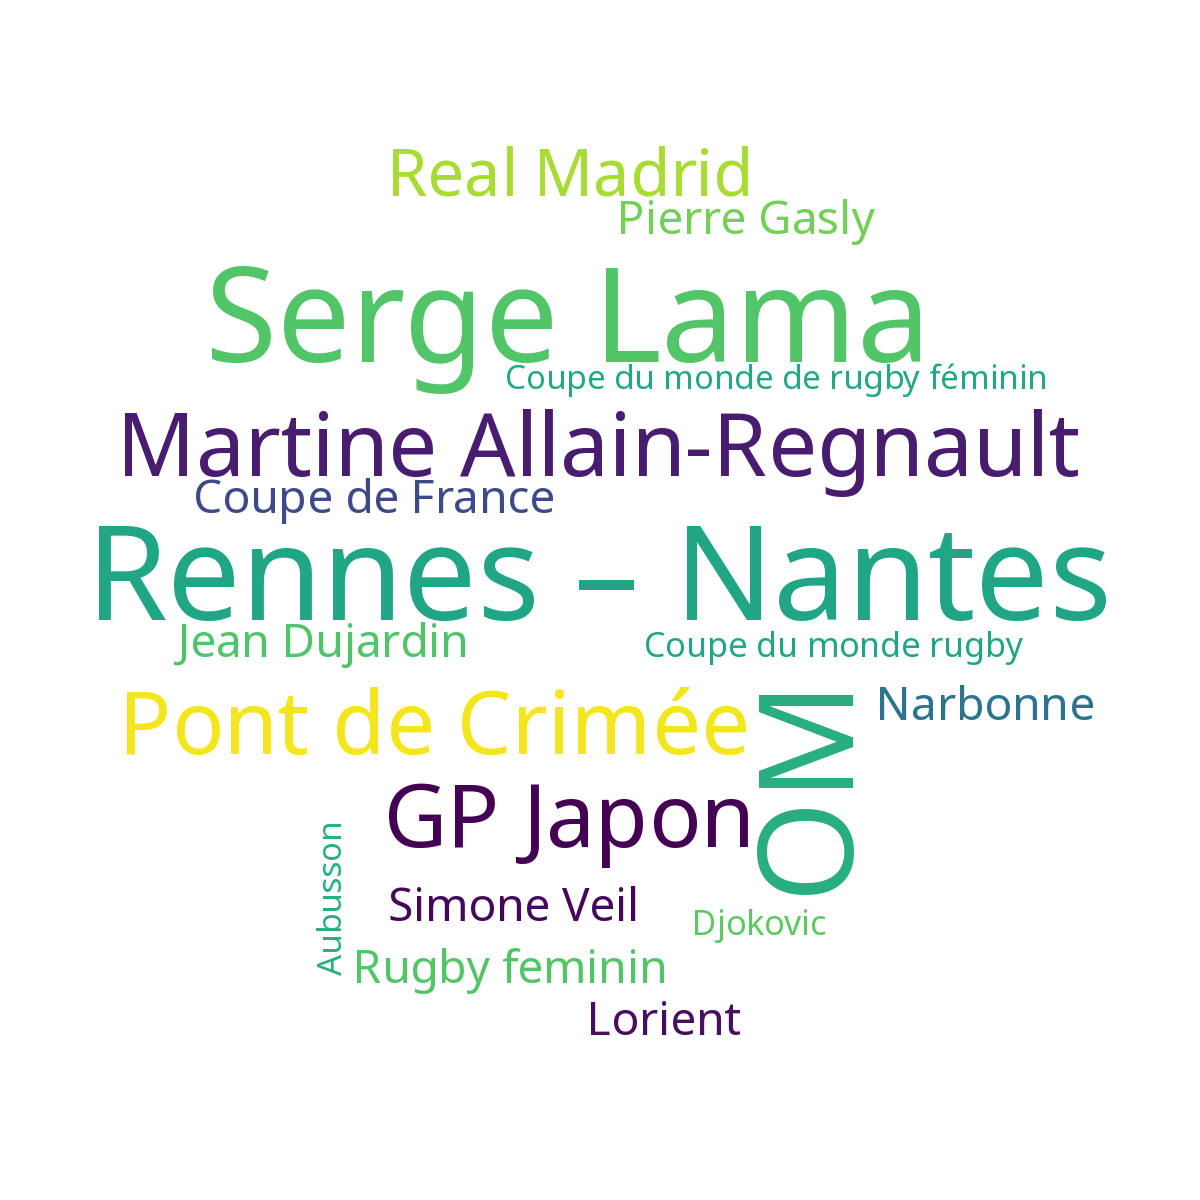 Real Madrid
Pierre Gasly
Serge Lama
Coupe du monde de rugby féminin
Martine Allain-Regnault
Coupe de France
Rennes – Nantes
Jean Dujardin
Coupe du monde rugby
Pont de Crimée
OM
Narbonne
GP Japon
Aubusson
Simone Veil
Djokovic
Rugby feminin
Lorient